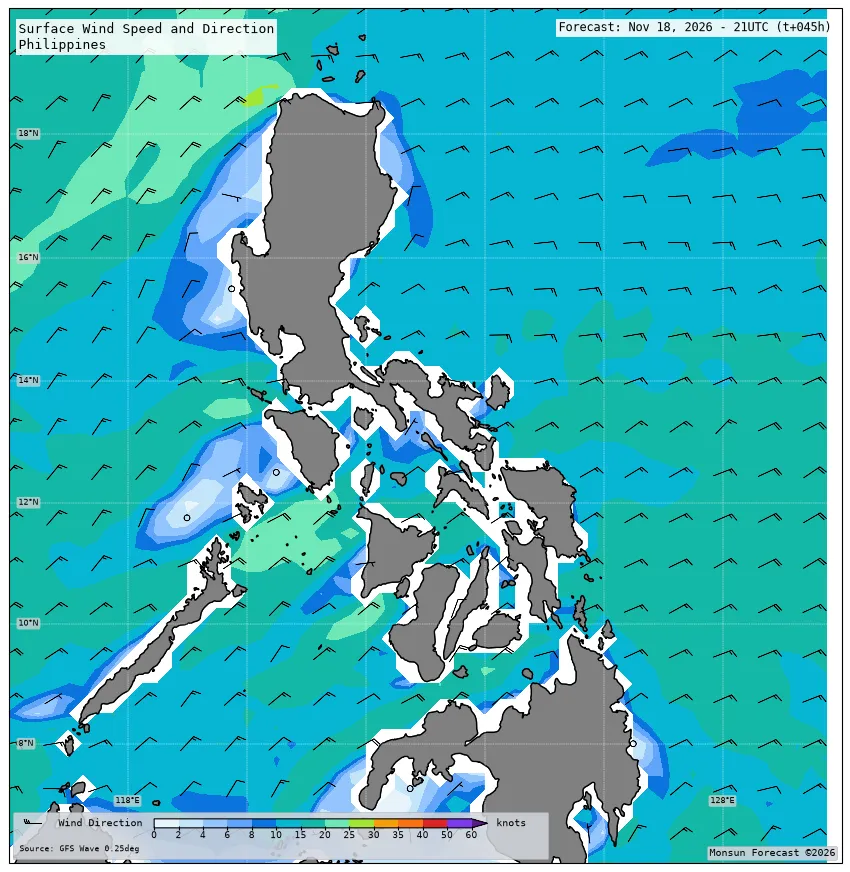 Surface Wind Speed and Direction
Philippines
Forecast: Nov 18, 2026 - 21UTC (t+045h)
18°N
16°N
14°N
12°N
10°N
8°N
118°E
128°E
Wind Direction
0 2 4 6 8 10 15 20 25 30 35 40 50 60
knots
Source: GFS Wave 0.25deg
Monsun Forecast ©2026